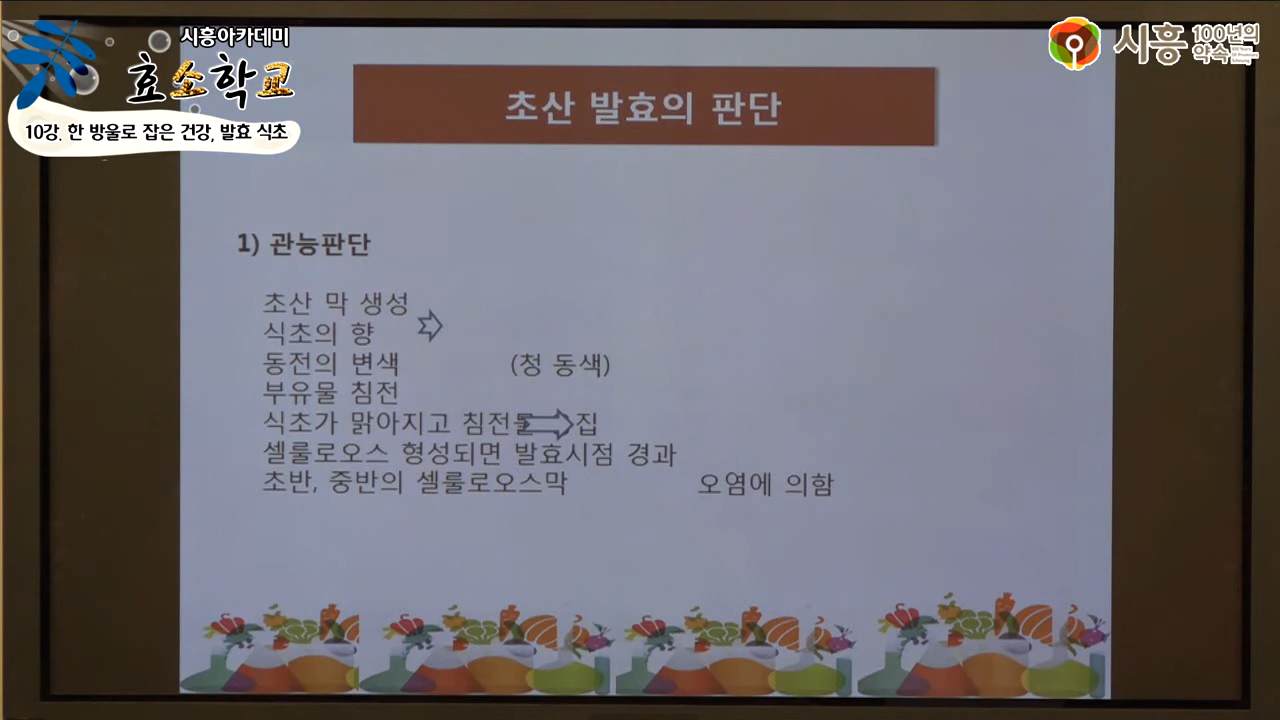 시흥아카데미
효소학교
10강. 한 방울로 잡은 건강, 발효 식초
시흥 100년의 약속
초산 발효의 판단
1) 관능판단
초산 막 생성
식초의 향
동전의 변색 (청 동색)
부유물 침전
식초가 맑아지고 침전물 집
셀룰로오스 형성되면 발효시점 경과
초반, 중반의 셀룰로오스막 오염에 의함